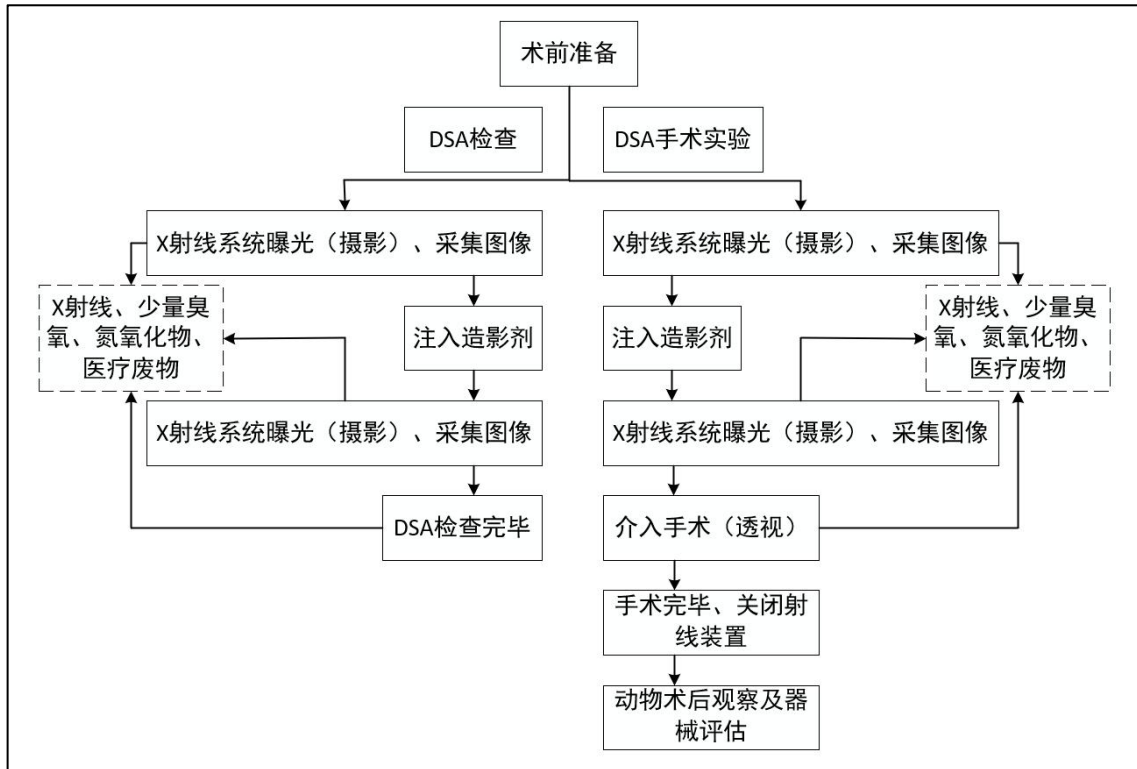 术前准备
DSA检查
DSA手术实验
X射线系统曝光（摄影）、采集图像
X射线系统曝光（摄影）、采集图像
X射线、少量臭
氧、氮氧化物、
医疗废物
注入造影剂
注入造影剂
X射线、少量臭
氧、氮氧化物、
医疗废物
X射线系统曝光（摄影）、采集图像
X射线系统曝光（摄影）、采集图像
DSA检查完毕
介入手术（透视）
手术完毕、关闭射
线装置
动物术后观察及器
械评估